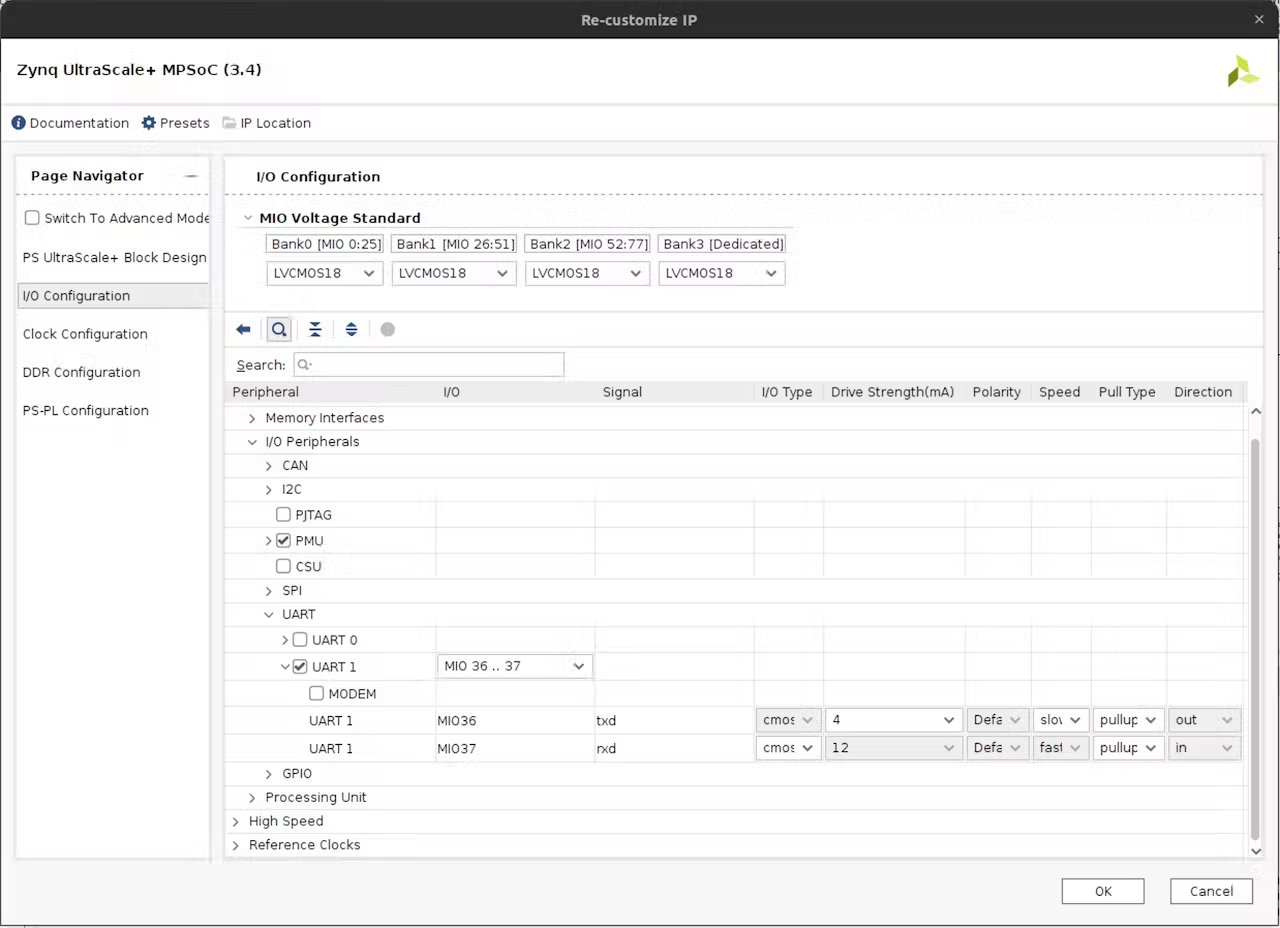 Re-customize IP
Zynq UltraScale+ MPSoC (3.4)
Documentation Presets IP Location
Page Navigator
Switch To Advanced Mode
PS UltraScale+ Block Design
I/O Configuration
Clock Configuration
DDR Configuration
PS-PL Configuration
I/O Configuration
MIO Voltage Standard
Bank0 [MIO 0:25] Bank1 [MIO 26:51] Bank2 [MIO 52:77] Bank3 [Dedicated]
LVCMOS18 LVCMOS18 LVCMOS18 LVCMOS18
Search:
Peripheral I/O Signal I/O Type Drive Strength(mA) Polarity Speed Pull Type Direction
Memory Interfaces
I/O Peripherals
CAN
I2C
PJTAG
PMU
CSU
SPI
UART
UART 0
UART 1 MIO 36 .. 37
MODEM
UART 1 MIO36 txd cmos 4 Defa slow pullup out
UART 1 MIO37 rxd cmos 12 Defa fast pullup in
GPIO
Processing Unit
High Speed
Reference Clocks
OK Cancel